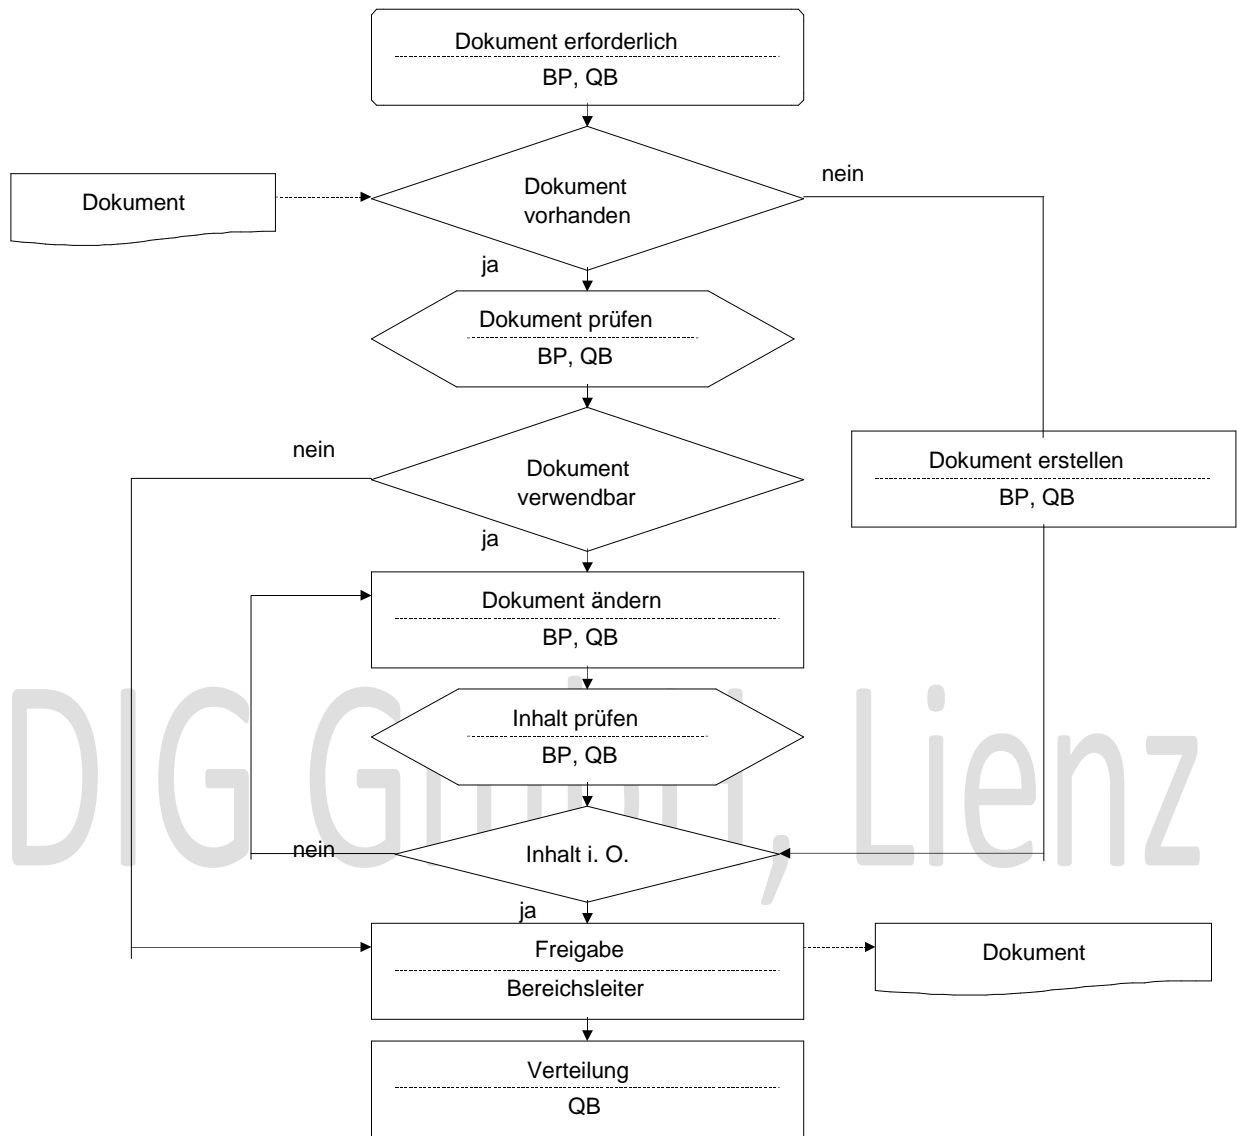 Dokument erforderlich
BP, QB
nein
Dokument
Dokument
vorhanden
ja
Dokument prüfen
BP, QB
nein
Dokument
verwendbar
Dokument erstellen
BP, QB
ja
Dokument ändern
BP, QB
Inhalt prüfen
BP, QB
DIG GmbH, Lienz
nein
Inhalt i. O.
ja
Freigabe
Bereichsleiter
Dokument
Verteilung
QB